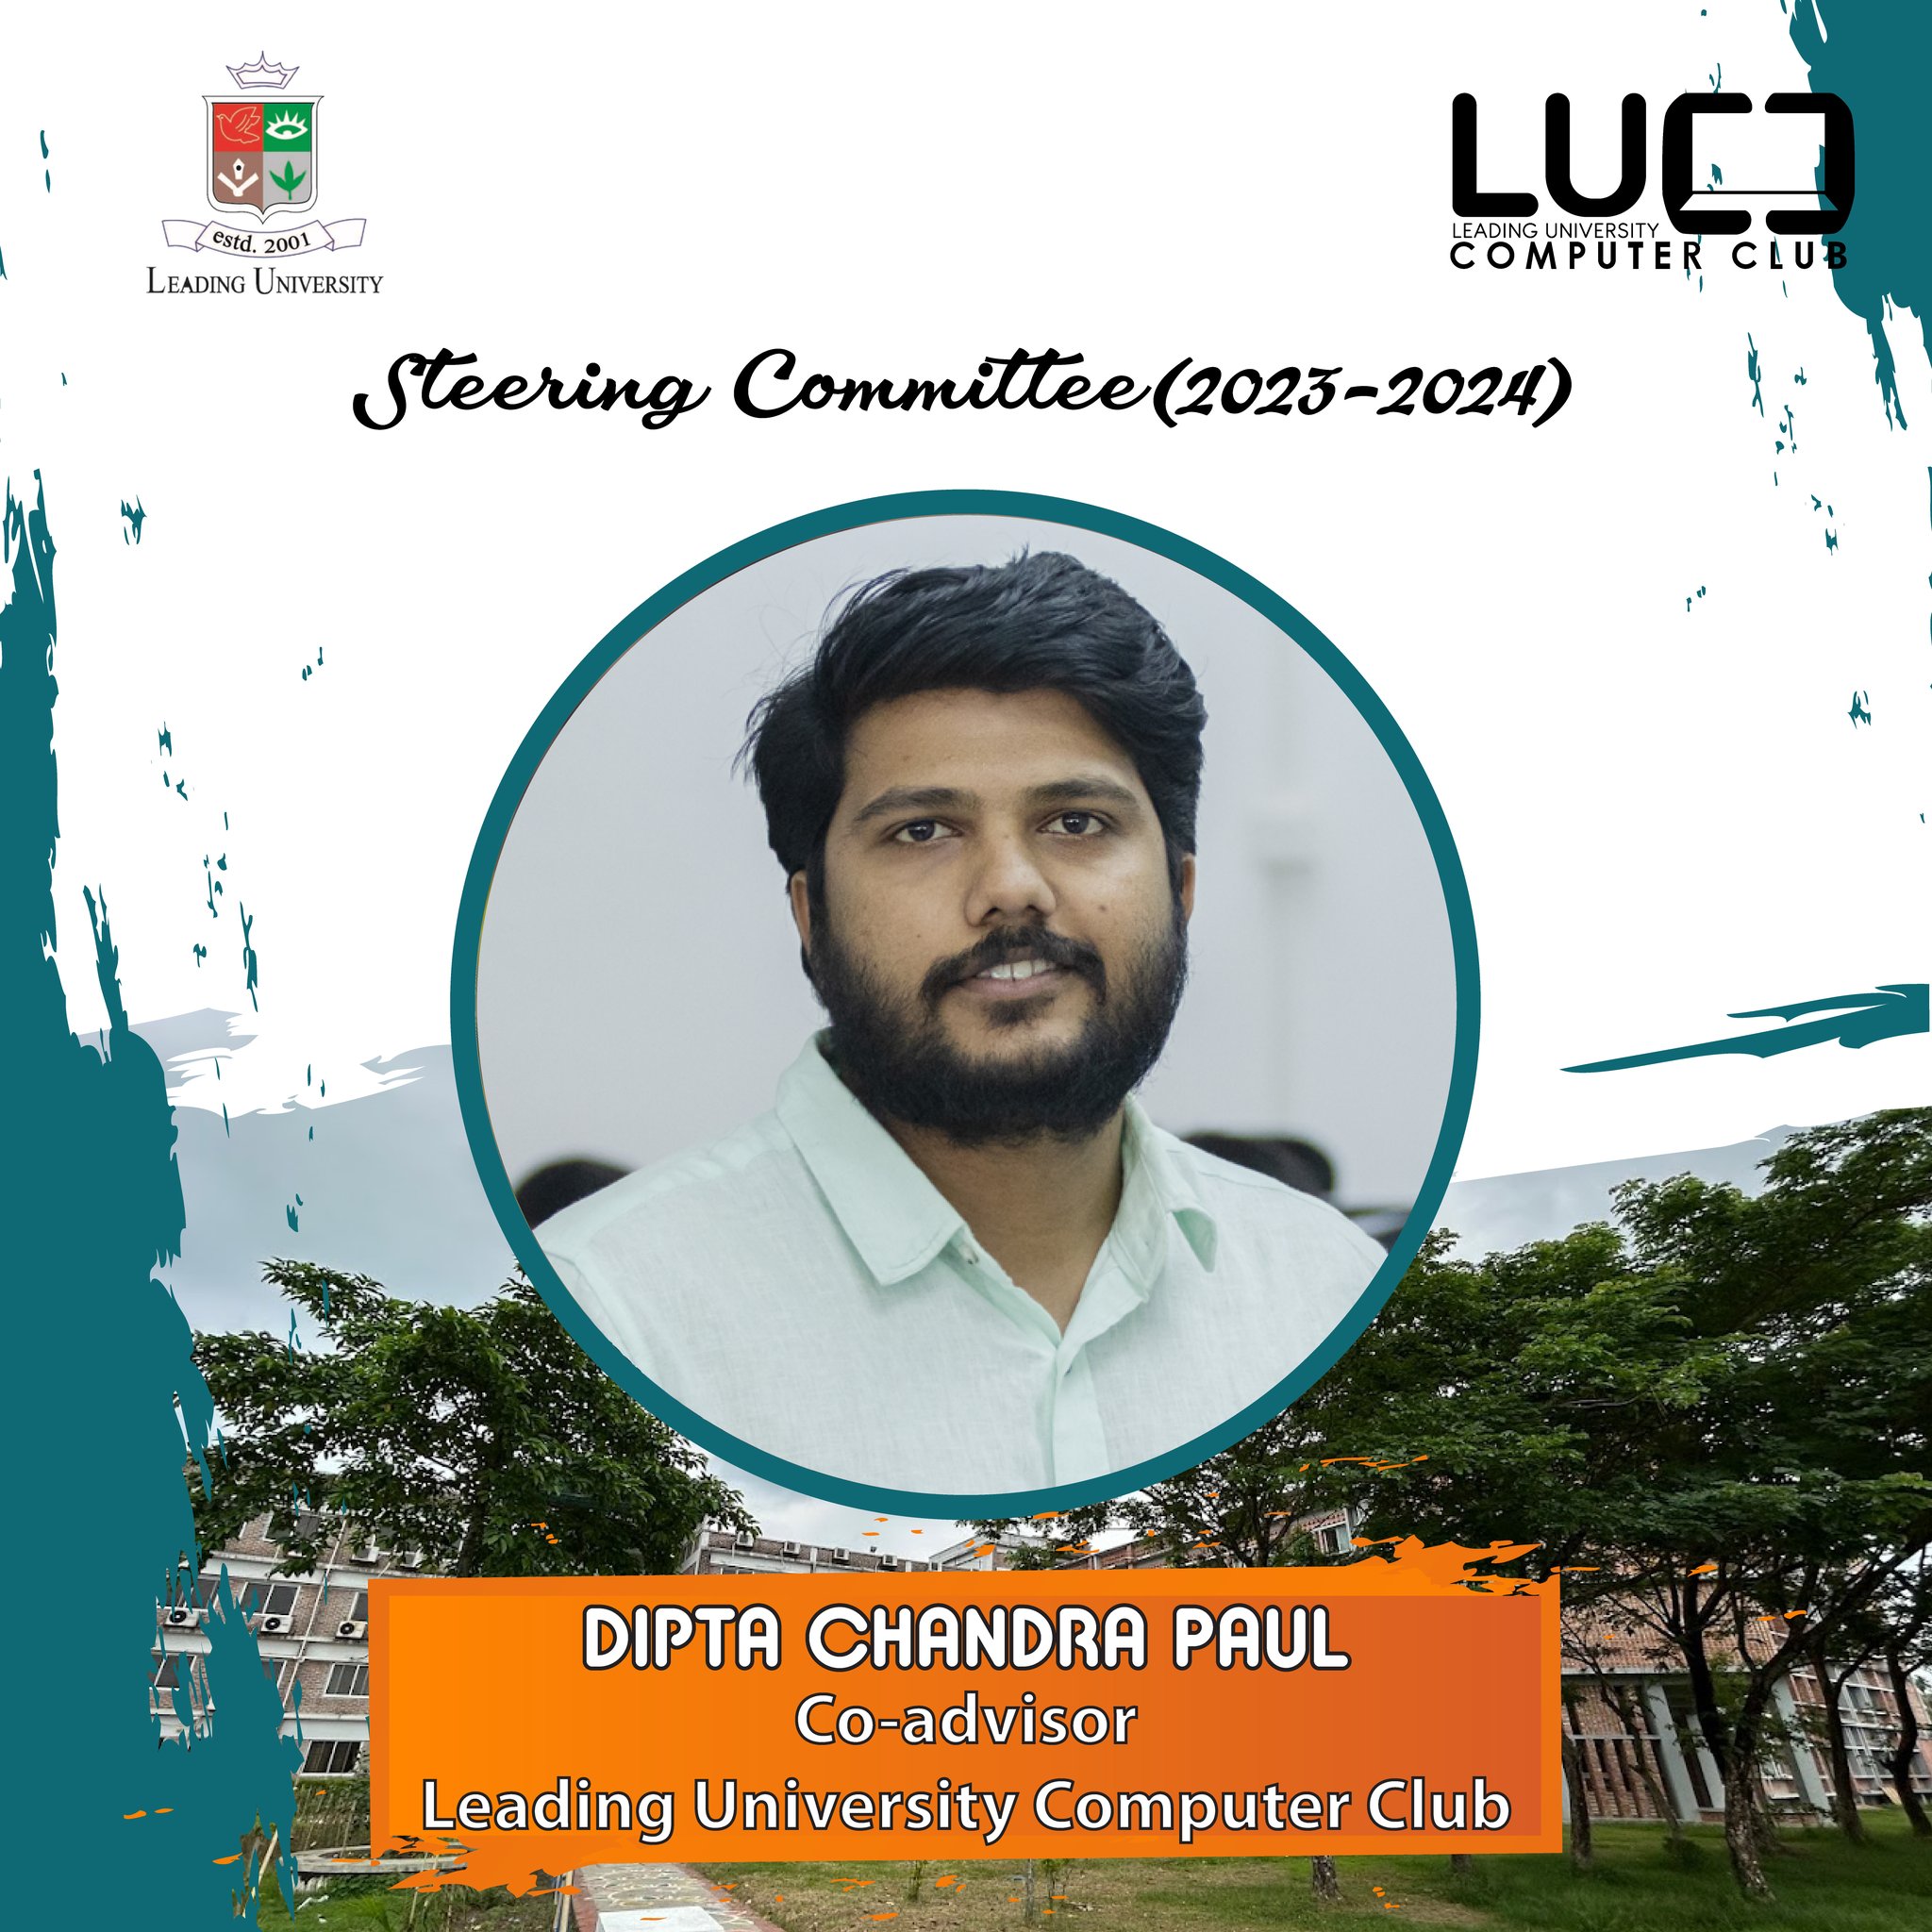 estd. 2001
LEADING UNIVERSITY
LUCC
LEADING UNIVERSITY
COMPUTER CLUB
Steering Committee(2023-2024)
DIPTA CHANDRA PAUL
Co-advisor
Leading University Computer Club